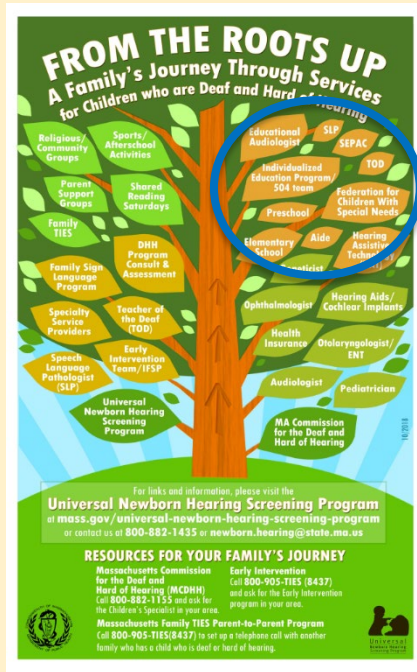 FROM THE ROOTS UP
A Family's Journey Through Services
for Children who are Deaf and Hard of Hearing
Religious/
Community
Groups
Sports/
Afterschool
Activities
Parent
Support
Groups
Shared
Reading
Saturdays
Family
TIES
Educational
Audiologist
SLP
SEPAC
TOD
Individualized
Education Program/
504 team
Federation for
Children With
Special Needs
Preschool
Elementary
School
Aide
Hearing
Assistive
Technology
DHH
Program
Consult &
Assessment
Family Sign
Language
Program
Specialty
Service
Providers
Teacher of
the Deaf
(TOD)
Speech
Language
Pathologist
(SLP)
Early
Intervention
Team/IFSP
Geneticist
Ophthalmologist
Hearing Aids/
Cochlear Implants
Health
Insurance
Otolaryngologist/
ENT
Audiologist
Pediatrician
Universal
Newborn Hearing
Screening
Program
MA Commission
for the Deaf and
Hard of Hearing
10/2018
For links and information, please visit the
Universal Newborn Hearing Screening Program
at mass.gov/universal-newborn-hearing-screening-program
or contact us at 800-882-1435 or newborn.hearing@state.ma.us
RESOURCES FOR YOUR FAMILY'S JOURNEY
Massachusetts Commission
for the Deaf and
Hard of Hearing (MCDHH)
Call 800-882-1155 and ask for
the Children's Specialist in your area.
Early Intervention
Call 800-905-TIES (8437)
and ask for the Early Intervention
program in your area.
Massachusetts Family TIES Parent-to-Parent Program
Call 800-905-TIES(8437) to set up a telephone call with another
family who has a child who is deaf or hard of hearing.
Universal
Newborn Hearing
Screening Program